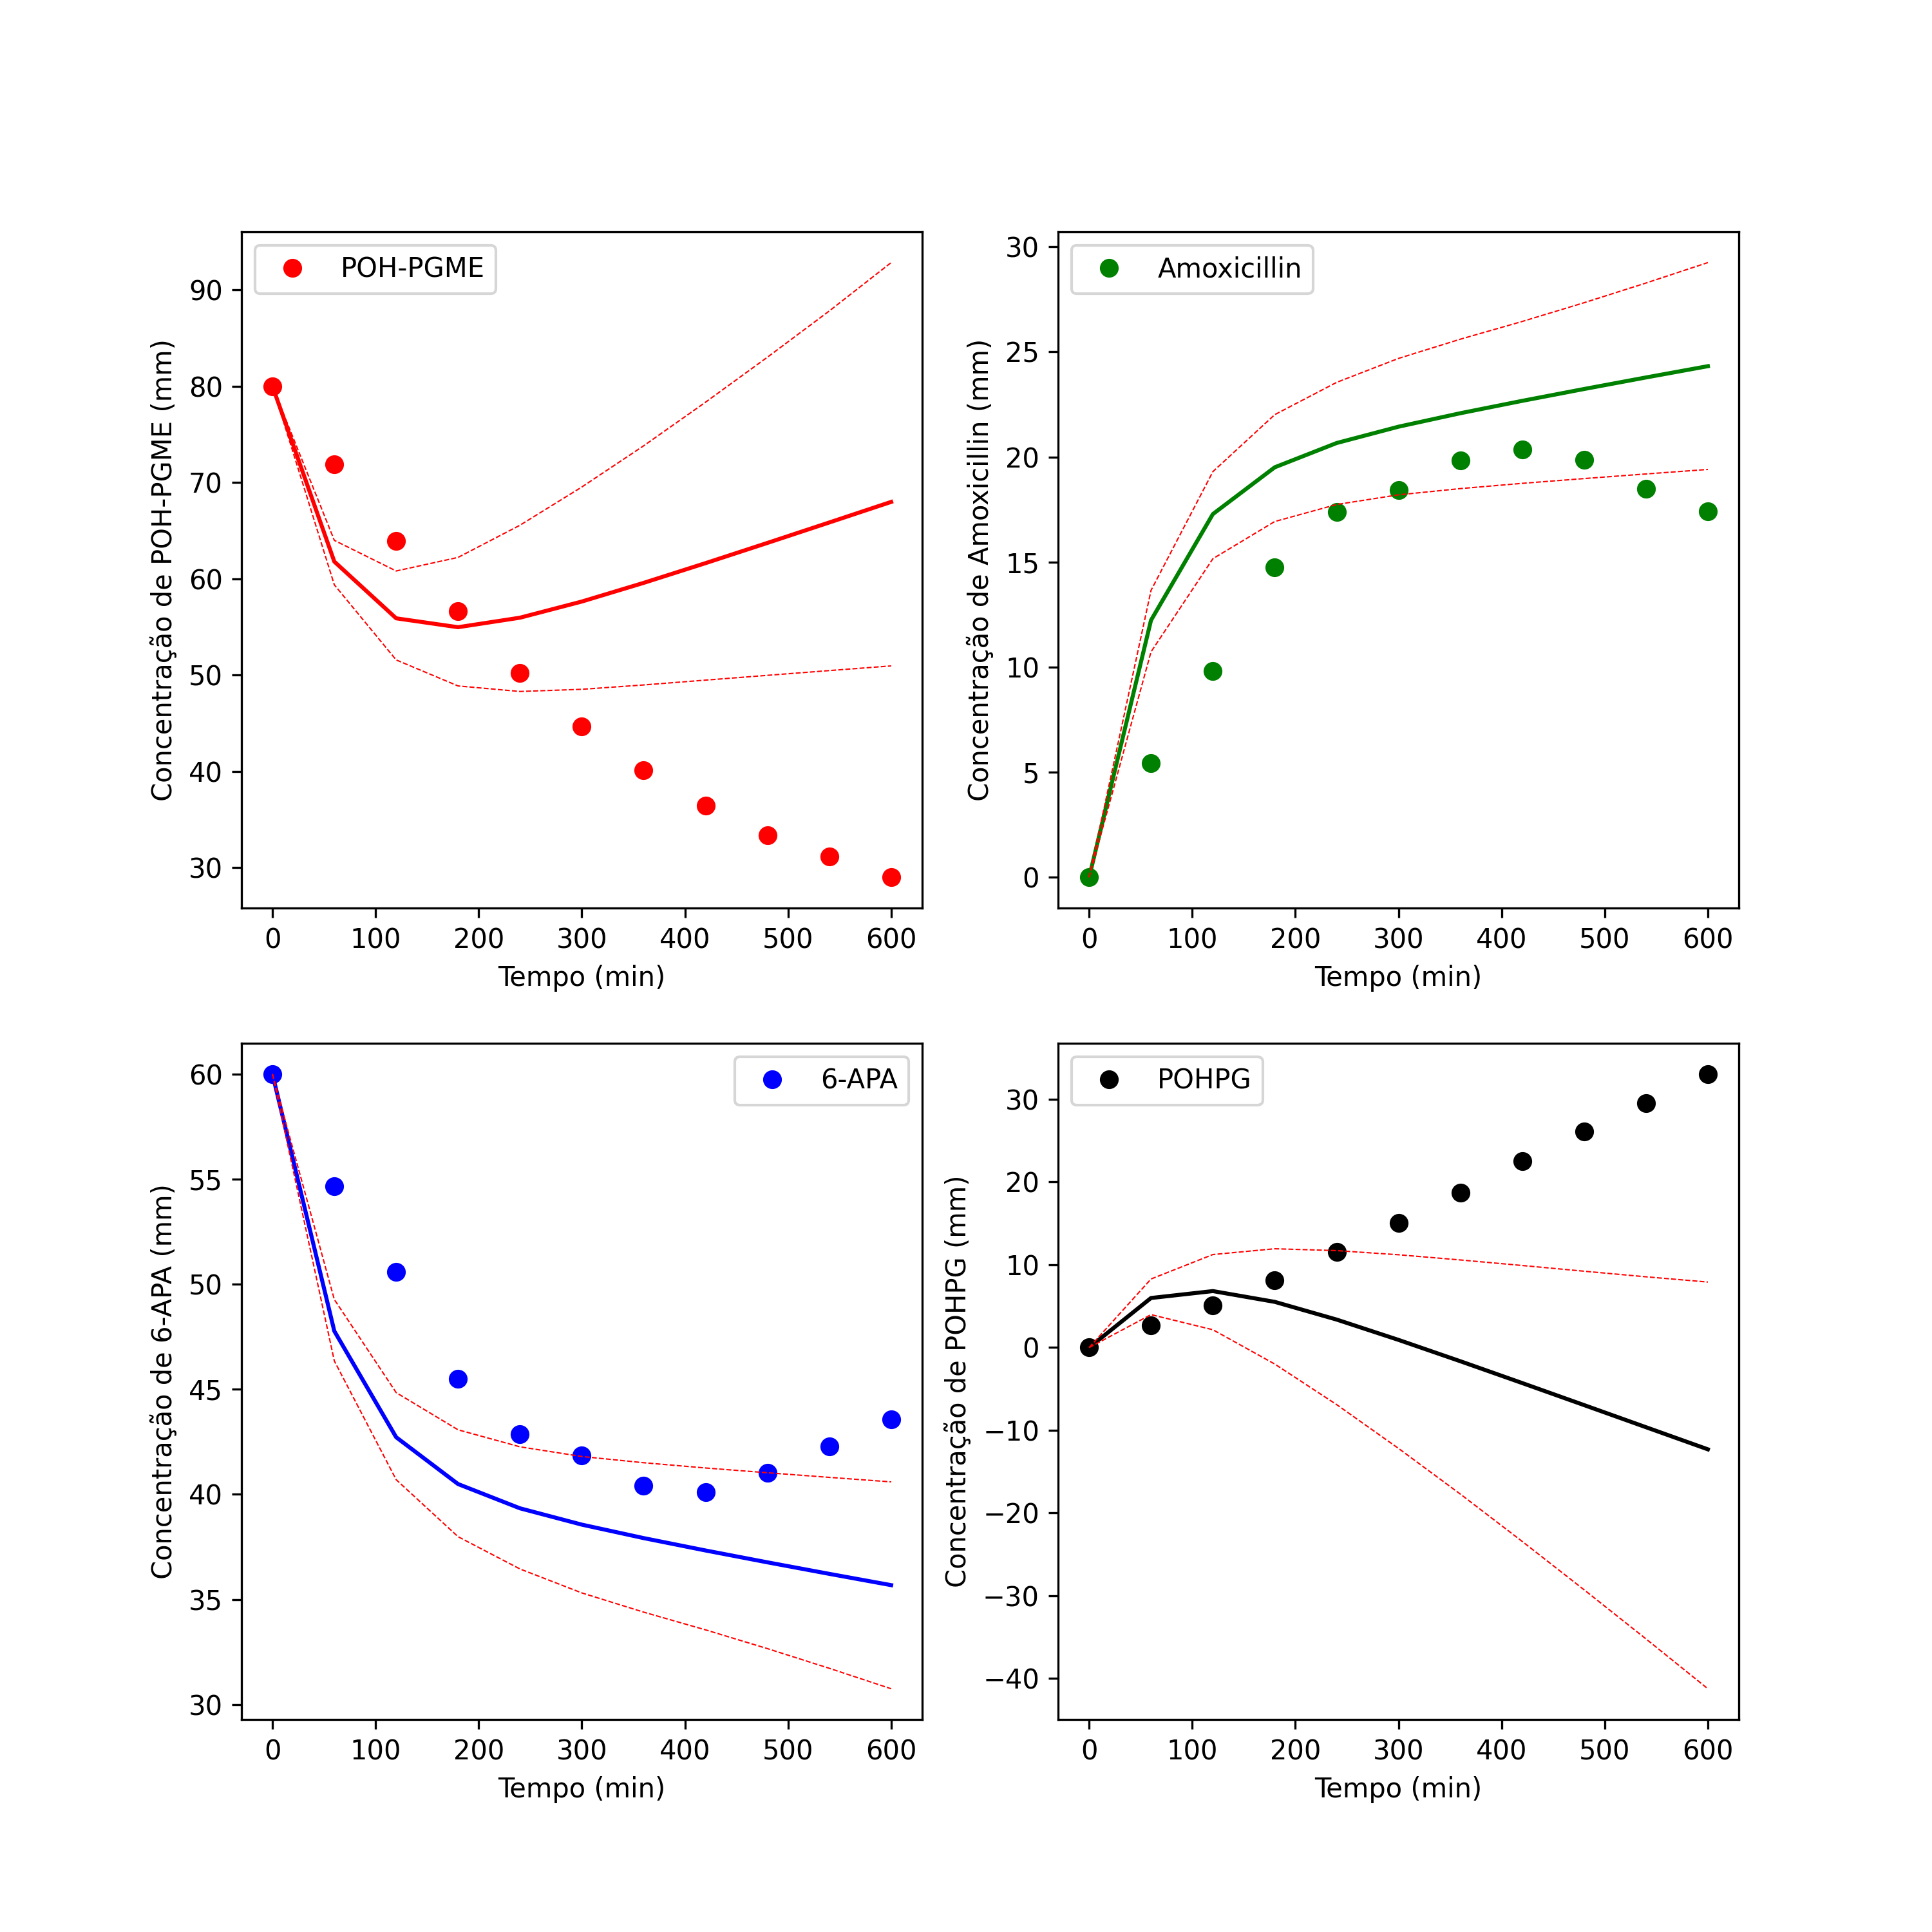 POH-PGME
Concentração de POH-PGME (mm)
90
80
70
60
50
40
30
0 100 200 300 400 500 600
Tempo (min)
Amoxicillin
Concentração de Amoxicillin (mm)
30
25
20
15
10
5
0
0 100 200 300 400 500 600
Tempo (min)
6-APA
Concentração de 6-APA (mm)
60
55
50
45
40
35
30
0 100 200 300 400 500 600
Tempo (min)
POHPG
Concentração de POHPG (mm)
30
20
10
0
−10
−20
−30
−40
0 100 200 300 400 500 600
Tempo (min)